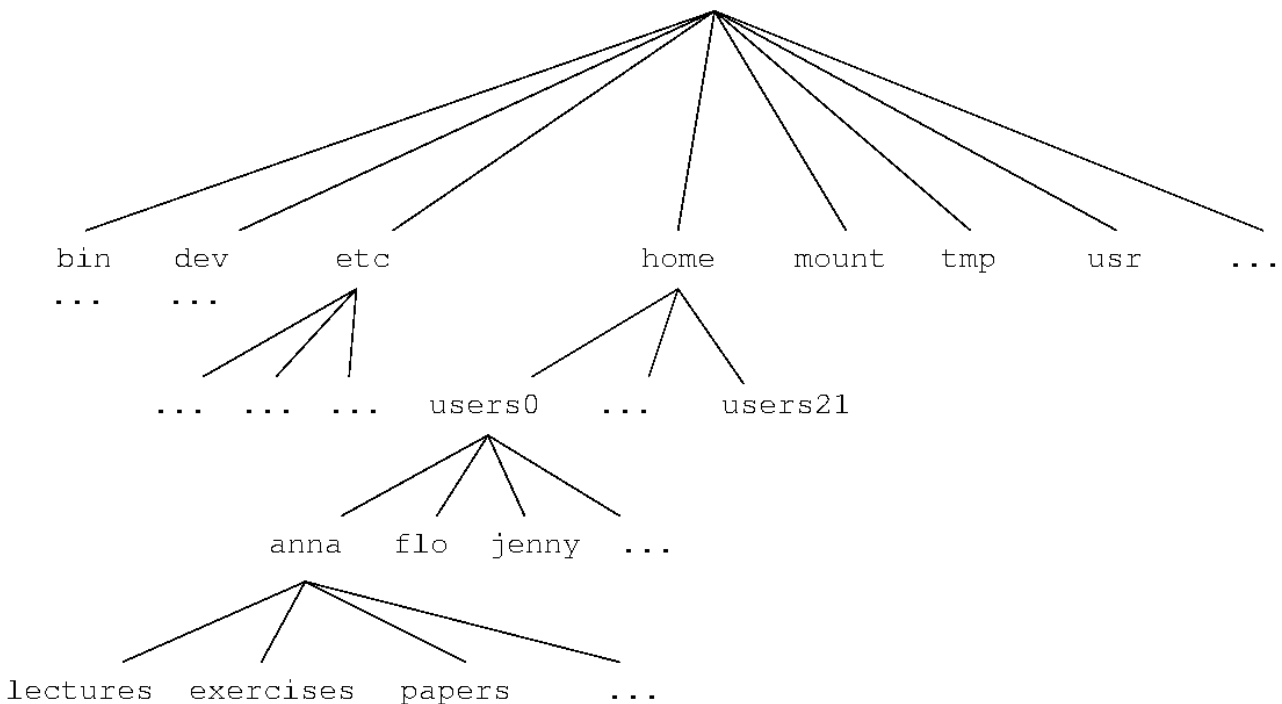 bin dev etc home mount tmp usr ...
... ...
... ... ... users0 ... users21
anna flo jenny ...
lectures exercises papers ...